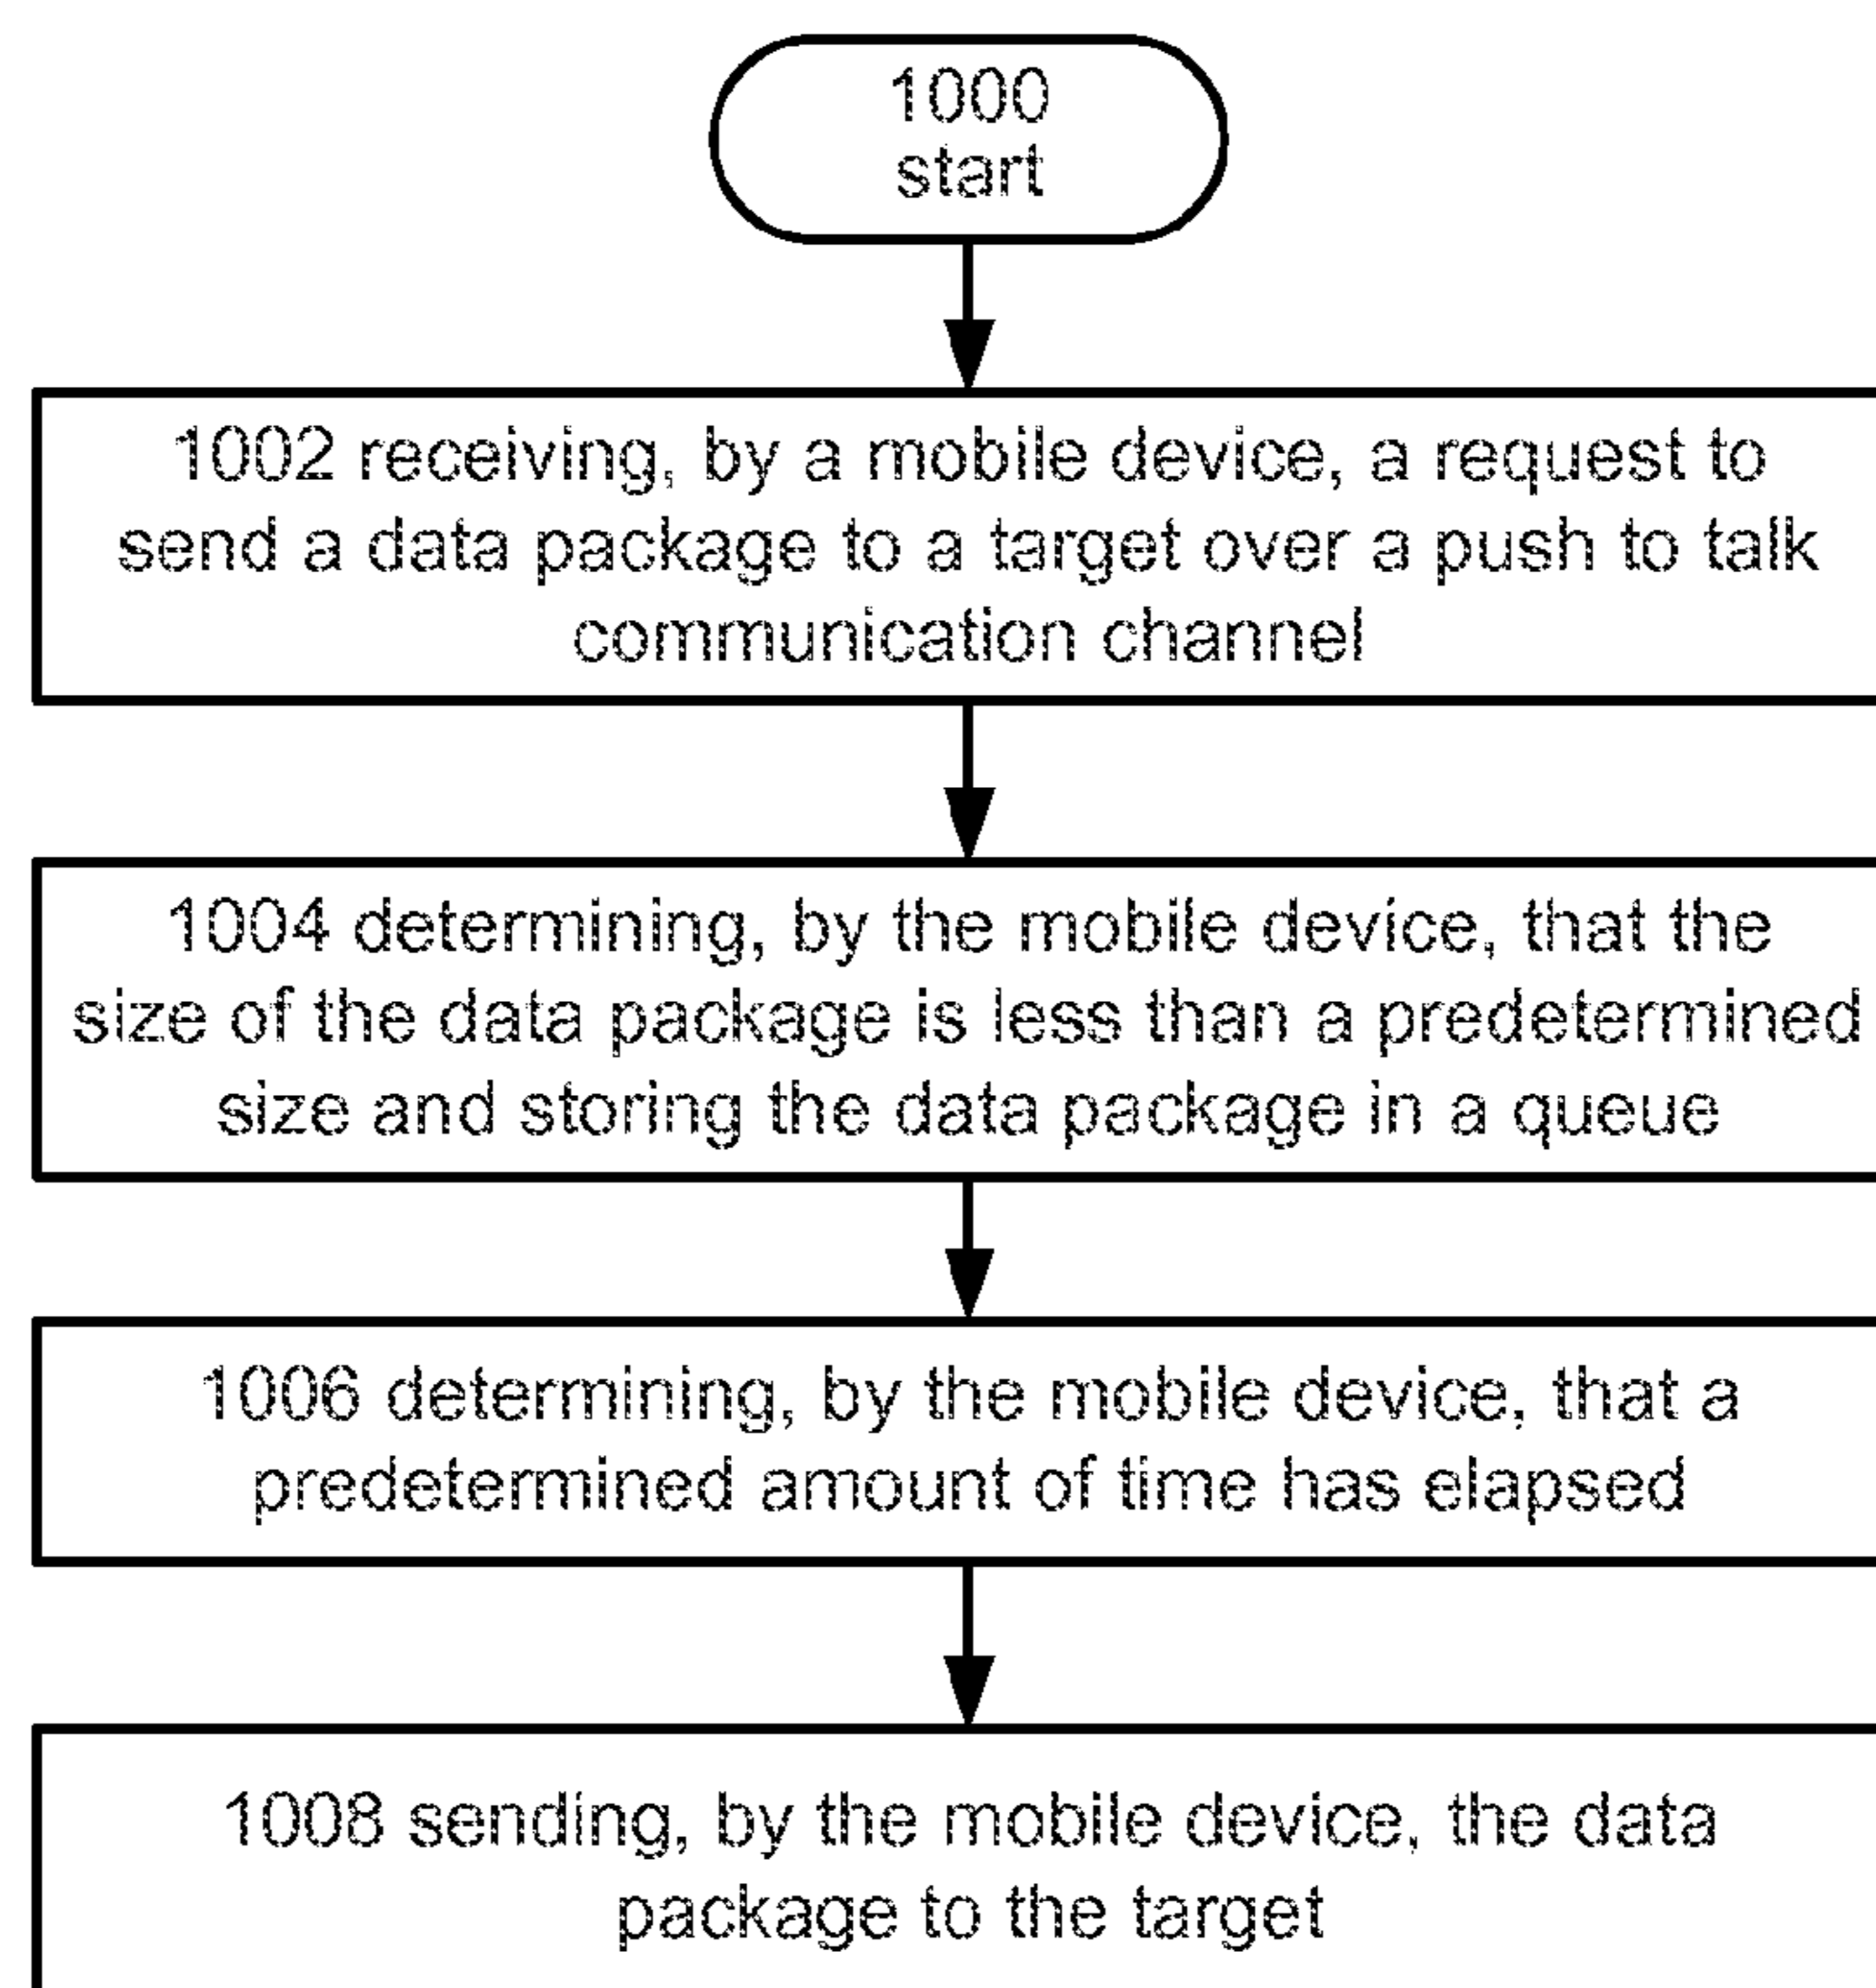 1000
start
1002 receiving, by a mobile device, a request to
send a data package to a target over a push to talk
communication channel
1004 determining, by the mobile device, that the
size of the data package is less than a predetermined
size and storing the data package in a queue
1006 determining, by the mobile device, that a
predetermined amount of time has elapsed
1008 sending, by the mobile device, the data
package to the target